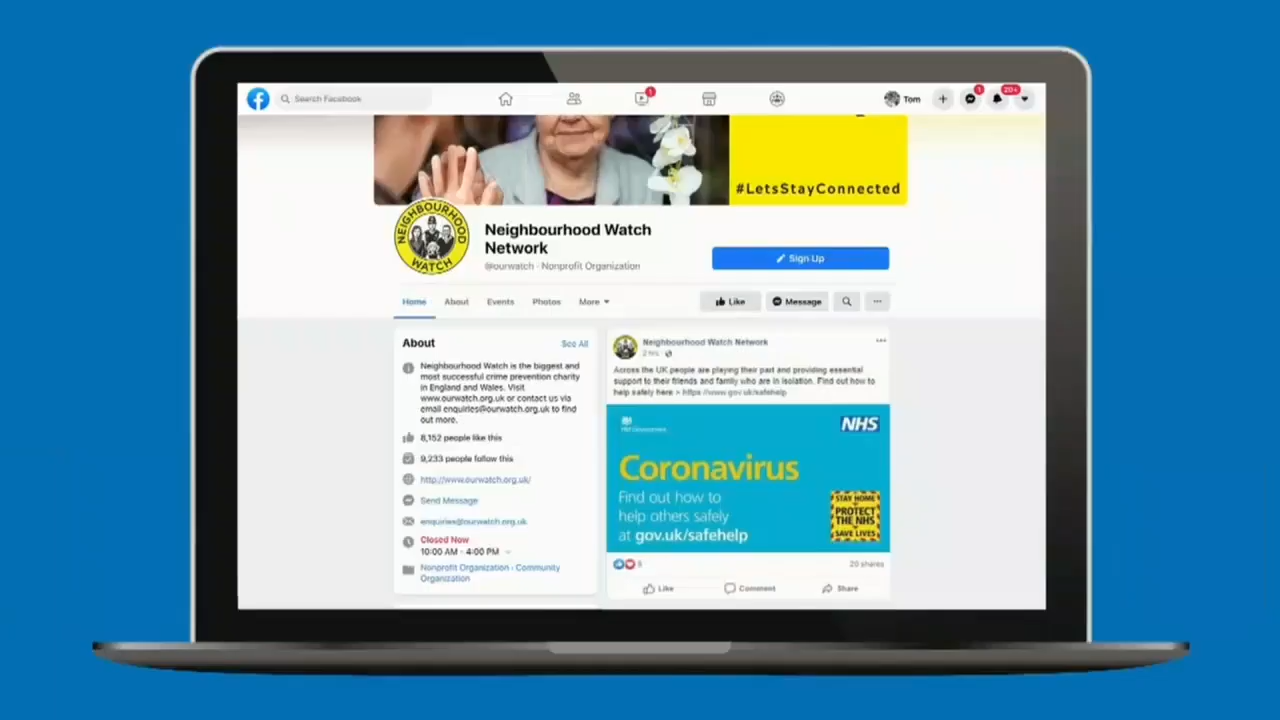 Search Facebook
1
Tom
1
20+
#LetsStayConnected
NEIGHBOURHOOD
WATCH
Neighbourhood Watch
Network
@ourwatch · Nonprofit Organization
Sign Up
Home
About
Events
Photos
More
Like
Message
About
See All
Neighbourhood Watch is the biggest and
most successful crime prevention charity
in England and Wales. Visit
www.ourwatch.org.uk or contact us via
email enquiries@ourwatch.org.uk to find
out more.
8,152 people like this
9,233 people follow this
http://www.ourwatch.org.uk/
Send Message
enquiries@ourwatch.org.uk
Closed Now
10:00 AM - 4:00 PM
Nonprofit Organization · Community
Organization
Neighbourhood Watch Network
2 hrs ·
Across the UK people are playing their part and providing essential
support to their friends and family who are in isolation. Find out how to
help safely here > https://www.gov.uk/safehelp
HM Government
NHS
Coronavirus
Find out how to
help others safely
at gov.uk/safehelp
STAY HOME
PROTECT
THE NHS
SAVE LIVES
20 shares
Like
Comment
Share